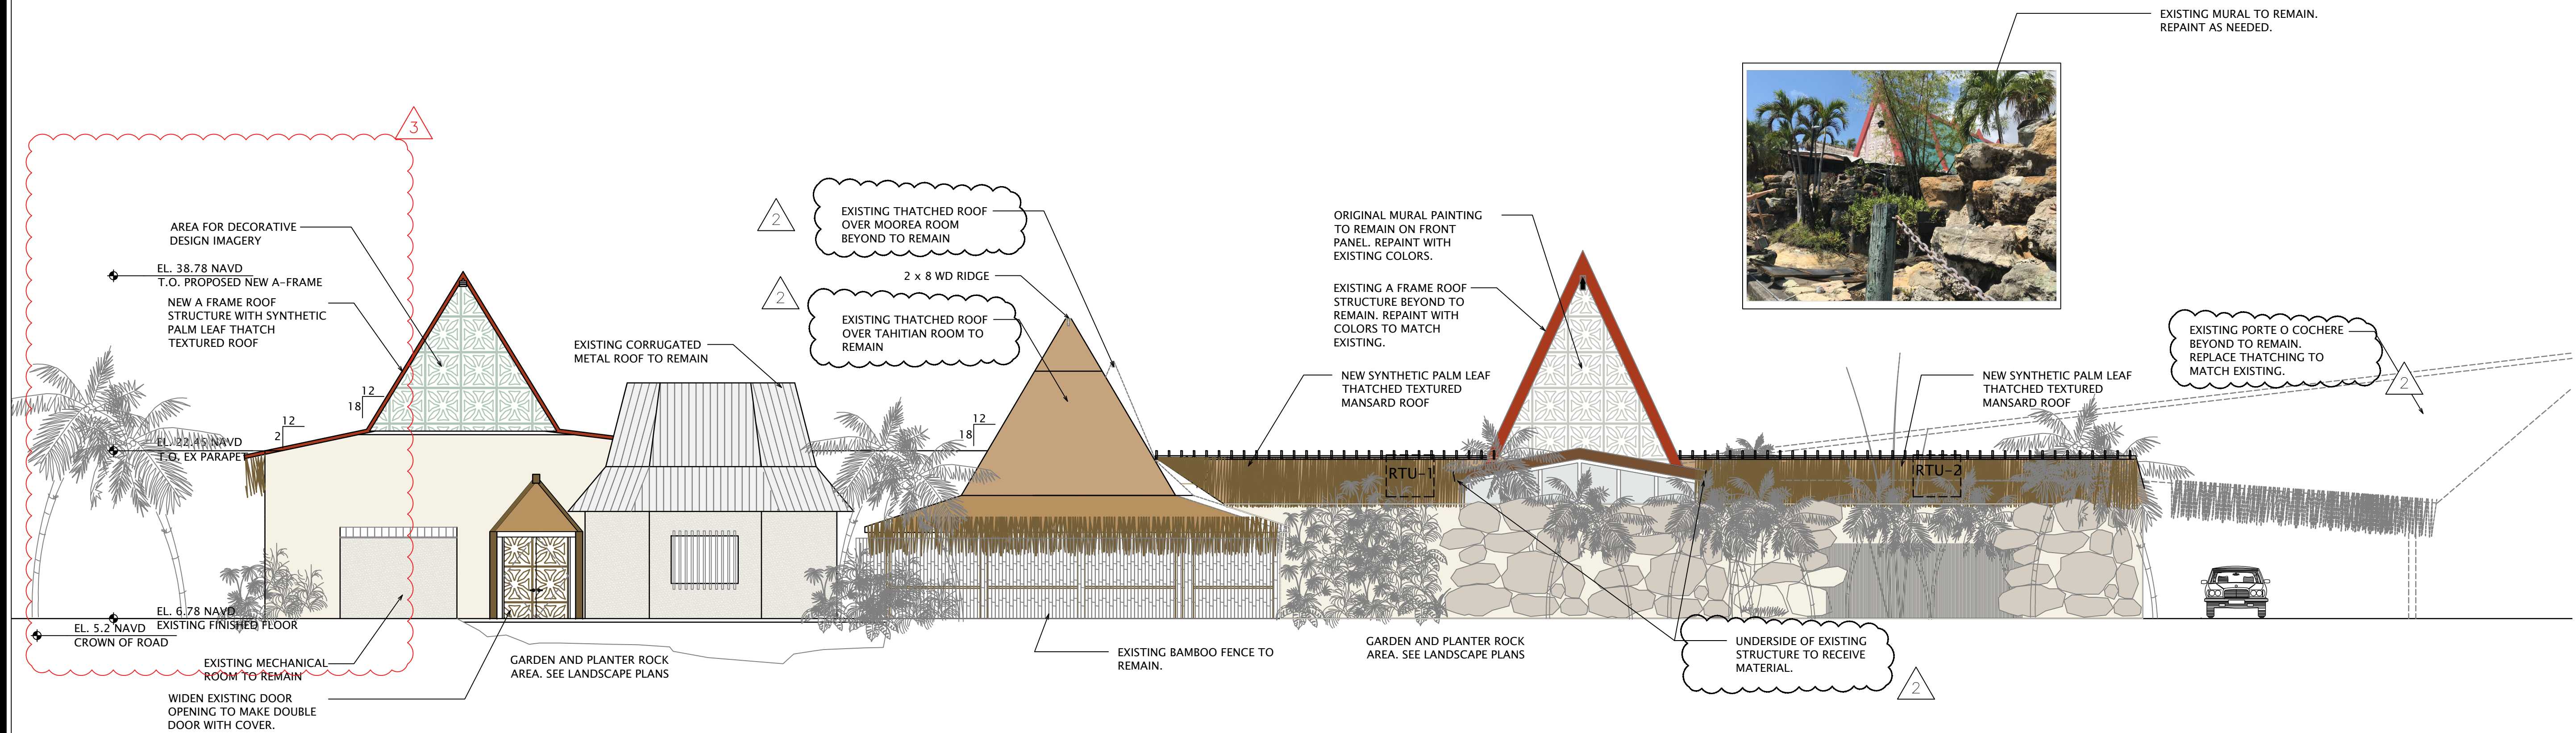 EXISTING MURAL TO REMAIN.
REPAINT AS NEEDED.
3
AREA FOR DECORATIVE
DESIGN IMAGERY
EL. 38.78 NAVD
T.O. PROPOSED NEW A-FRAME
NEW A FRAME ROOF
STRUCTURE WITH SYNTHETIC
PALM LEAF THATCH
TEXTURED ROOF
12
18
12
2
EL. 22.45 NAVD
T.O. EX PARAPET
EL. 6.78 NAVD
EXISTING FINISHED FLOOR
EL. 5.2 NAVD
CROWN OF ROAD
EXISTING MECHANICAL
ROOM TO REMAIN
WIDEN EXISTING DOOR
OPENING TO MAKE DOUBLE
DOOR WITH COVER.
GARDEN AND PLANTER ROCK
AREA. SEE LANDSCAPE PLANS
EXISTING CORRUGATED
METAL ROOF TO REMAIN
2
EXISTING THATCHED ROOF
OVER MOOREA ROOM
BEYOND TO REMAIN
2 x 8 WD RIDGE
2
EXISTING THATCHED ROOF
OVER TAHITIAN ROOM TO
REMAIN
12
18
EXISTING BAMBOO FENCE TO
REMAIN.
ORIGINAL MURAL PAINTING
TO REMAIN ON FRONT
PANEL. REPAINT WITH
EXISTING COLORS.
EXISTING A FRAME ROOF
STRUCTURE BEYOND TO
REMAIN. REPAINT WITH
COLORS TO MATCH
EXISTING.
NEW SYNTHETIC PALM LEAF
THATCHED TEXTURED
MANSARD ROOF
RTU-1
GARDEN AND PLANTER ROCK
AREA. SEE LANDSCAPE PLANS
UNDERSIDE OF EXISTING
STRUCTURE TO RECEIVE
MATERIAL.
2
NEW SYNTHETIC PALM LEAF
THATCHED TEXTURED
MANSARD ROOF
RTU-2
EXISTING PORTE O COCHERE
BEYOND TO REMAIN.
REPLACE THATCHING TO
MATCH EXISTING.
2